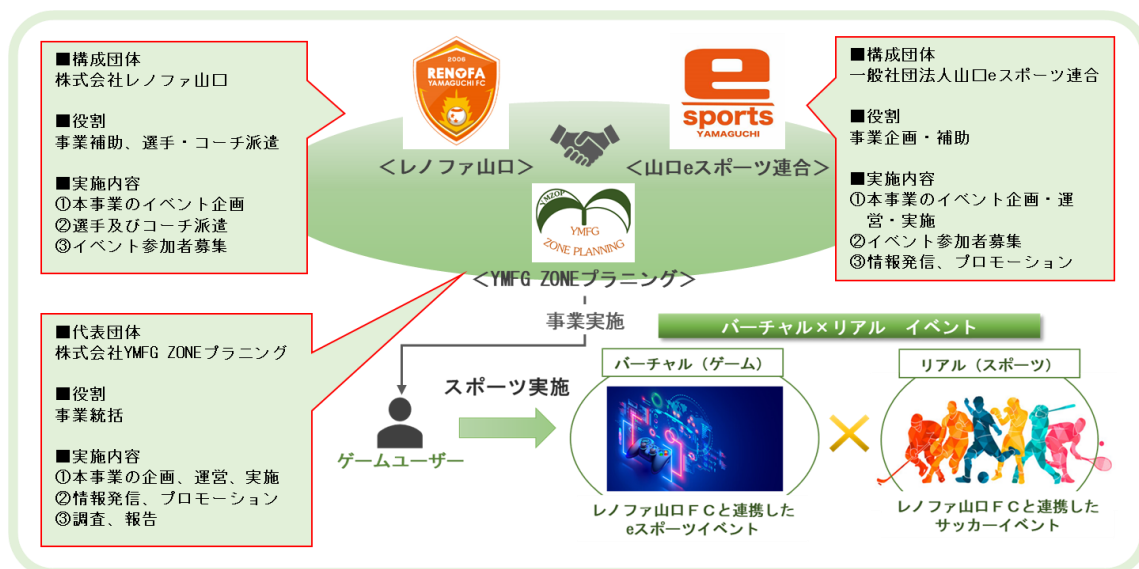 ■構成団体
株式会社レノファ山口
■役割
事業補助、選手・コーチ派遣
■実施内容
①本事業のイベント企画
②選手及びコーチ派遣
③イベント参加者募集
2006
RENOFA
YAMAGUCHI FC
＜レノファ山口＞
e
sports
YAMAGUCHI
＜山口eスポーツ連合＞
YMZOP
YMFG
ZONE PLANNING
＜YMFG ZONEプラニング＞
■構成団体
一般社団法人山口eスポーツ連合
■役割
事業企画・補助
■実施内容
①本事業のイベント企画・運
営・実施
②イベント参加者募集
③情報発信、プロモーション
■代表団体
株式会社YMFG ZONEプラニング
■役割
事業統括
■実施内容
①本事業の企画、運営、実施
②情報発信、プロモーション
③調査、報告
事業実施
ゲームユーザー
スポーツ実施
バーチャル×リアル　イベント
バーチャル（ゲーム）
レノファ山口ＦＣと連携した
eスポーツイベント
リアル（スポーツ）
レノファ山口ＦＣと連携した
サッカーイベント